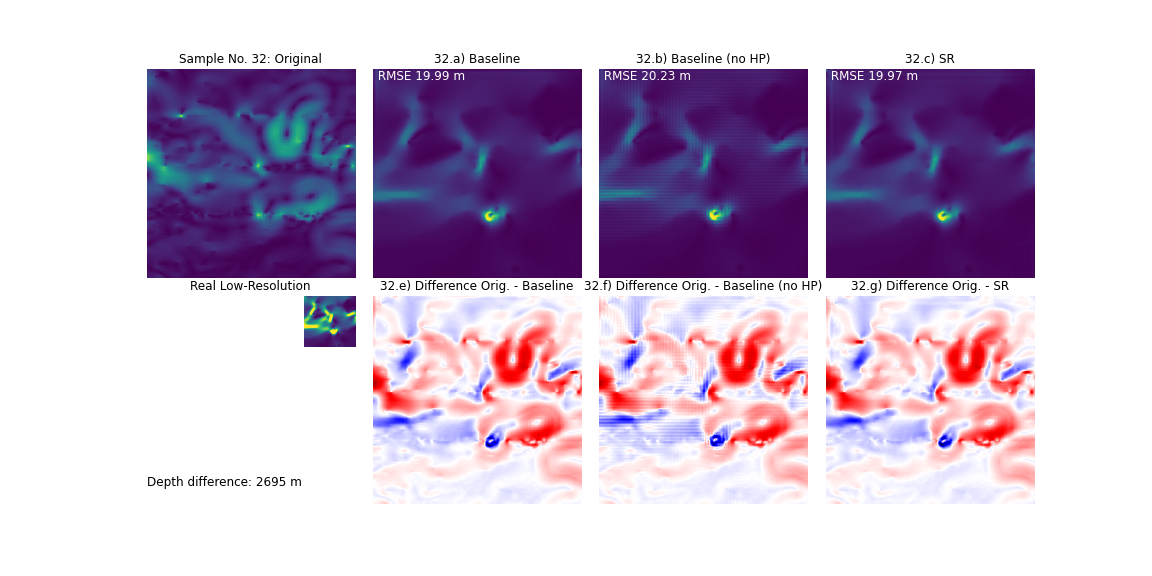 Sample No. 32: Original
32.a) Baseline
32.b) Baseline (no HP)
32.c) SR
RMSE 19.99 m
RMSE 20.23 m
RMSE 19.97 m
Real Low-Resolution
32.e) Difference Orig. - Baseline
32.f) Difference Orig. - Baseline (no HP)
32.g) Difference Orig. - SR
Depth difference: 2695 m